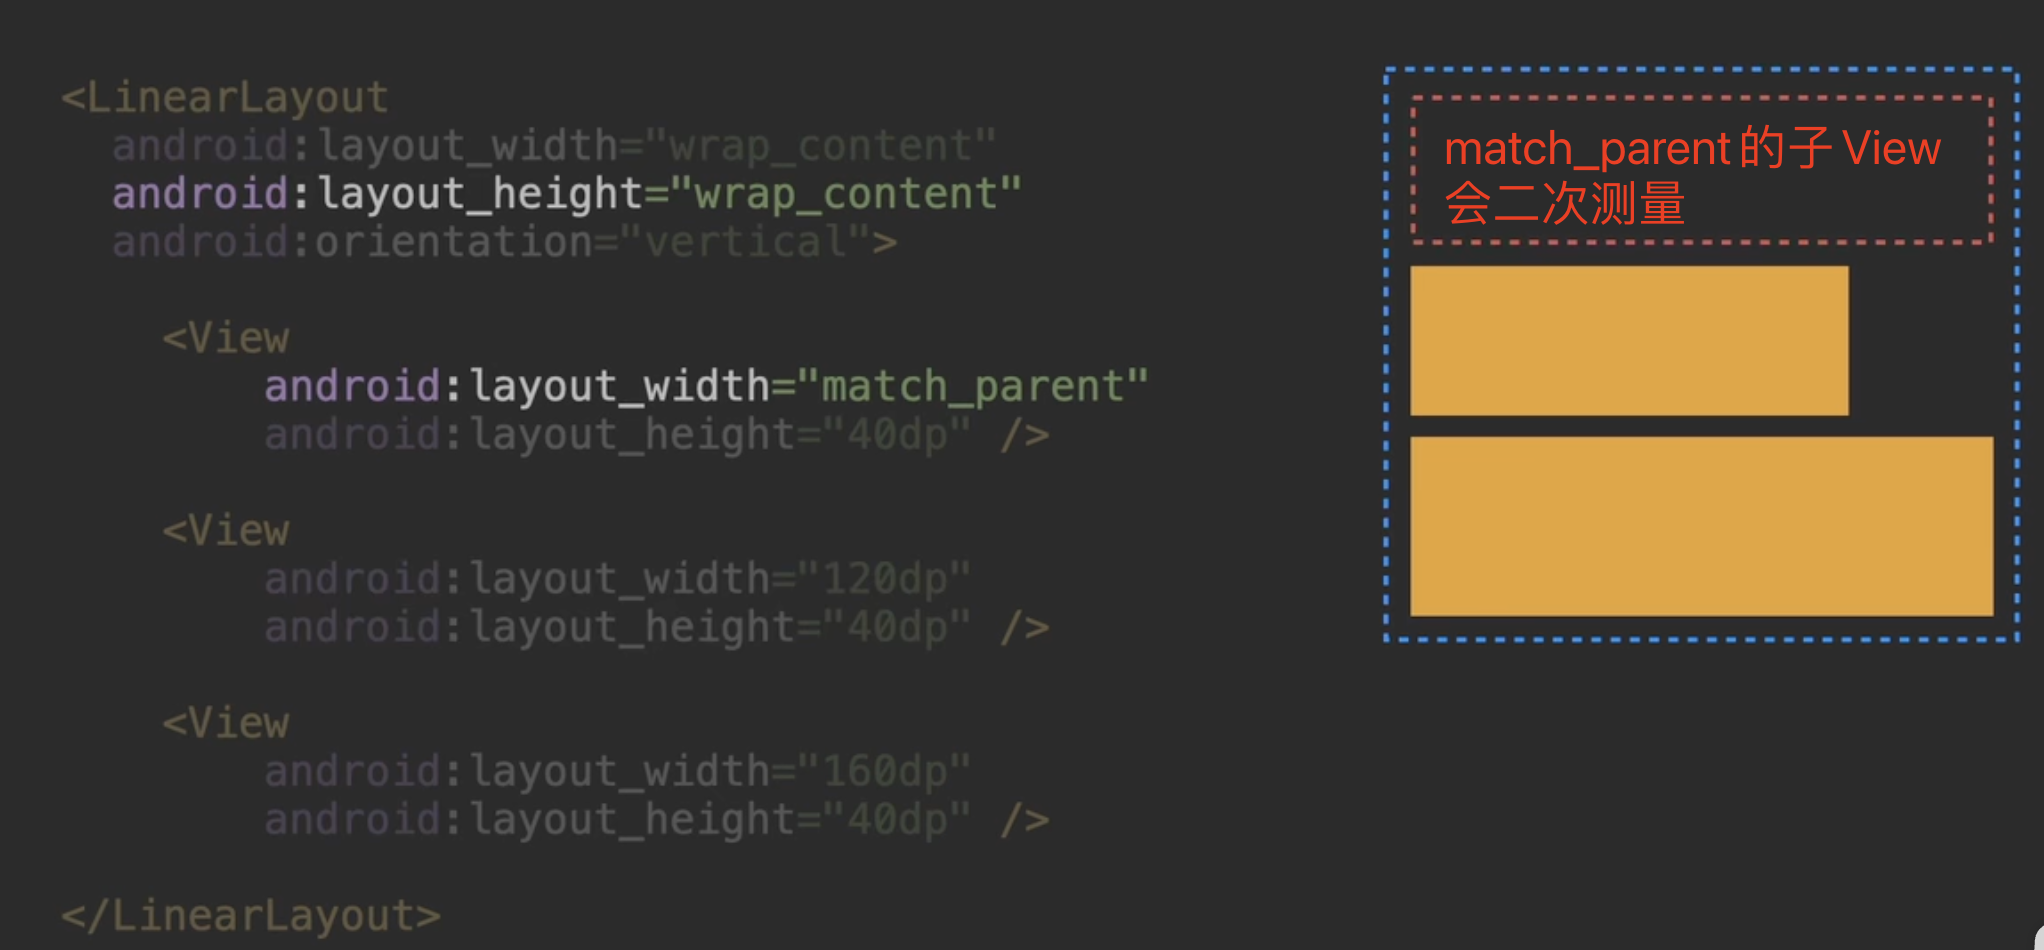 <LinearLayout
android:layout_width="wrap_content"
android:layout_height="wrap_content"
android:orientation="vertical">
<View
android:layout_width="match_parent"
android:layout_height="40dp" />
<View
android:layout_width="120dp"
android:layout_height="40dp" />
<View
android:layout_width="160dp"
android:layout_height="40dp" />
</LinearLayout>
match_parent 的子 View
会二次测量